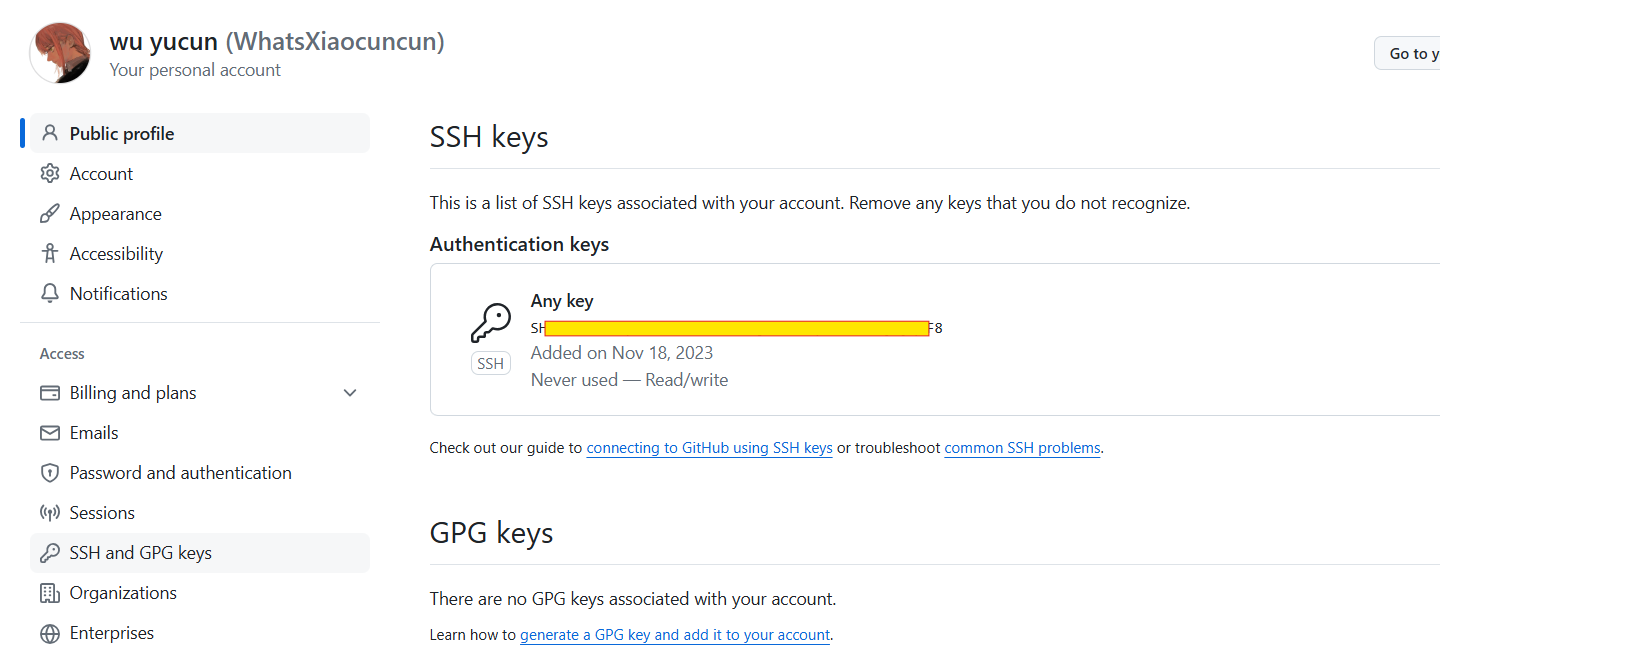 wu yucun (WhatsXiaocuncun)
Your personal account
Go to y
Public profile
Account
Appearance
Accessibility
Notifications
Access
Billing and plans
Emails
Password and authentication
Sessions
SSH and GPG keys
Organizations
Enterprises
SSH keys
This is a list of SSH keys associated with your account. Remove any keys that you do not recognize.
Authentication keys
Any key
SH F8
SSH
Added on Nov 18, 2023
Never used — Read/write
Check out our guide to connecting to GitHub using SSH keys or troubleshoot common SSH problems.
GPG keys
There are no GPG keys associated with your account.
Learn how to generate a GPG key and add it to your account.